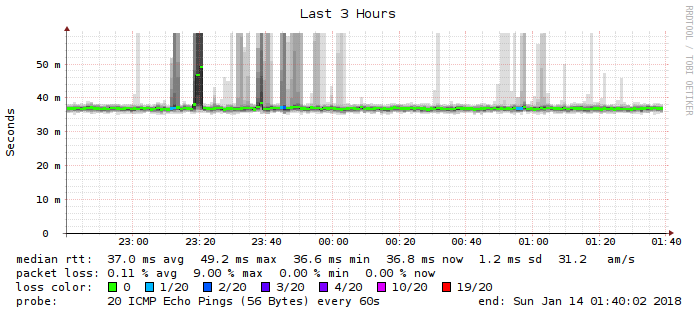 Last 3 Hours
RRDTOOL / TOBI OETIKER
Seconds
50 m
40 m
30 m
20 m
10 m
0
23:00 23:20 23:40 00:00 00:20 00:40 01:00 01:20 01:40
median rtt: 37.0 ms avg 49.2 ms max 36.6 ms min 36.8 ms now 1.2 ms sd 31.2 am/s
packet loss: 0.11 % avg 9.00 % max 0.00 % min 0.00 % now
loss color: 0 1/20 2/20 3/20 4/20 10/20 19/20
probe: 20 ICMP Echo Pings (56 Bytes) every 60s end: Sun Jan 14 01:40:02 2018